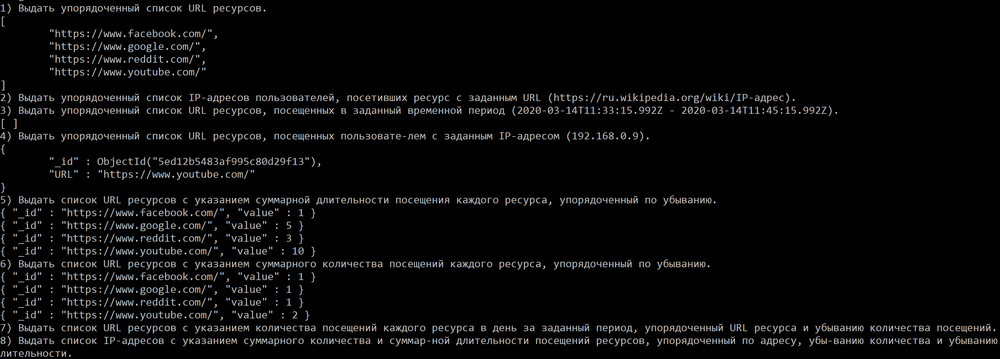 1) Выдать упорядоченный список URL ресурсов.
[
        "https://www.facebook.com/",
        "https://www.google.com/",
        "https://www.reddit.com/",
        "https://www.youtube.com/"
]
2) Выдать упорядоченный список IP-адресов пользователей, посетивших ресурс с заданным URL (https://ru.wikipedia.org/wiki/IP-адрес).
3) Выдать упорядоченный список URL ресурсов, посещенных в заданный временной период (2020-03-14T11:33:15.992Z - 2020-03-14T11:45:15.992Z).
[ ]
4) Выдать упорядоченный список URL ресурсов, посещенных пользовате-лем с заданным IP-адресом (192.168.0.9).
{
        "_id" : ObjectId("5ed12b5483af995c80d29f13"),
        "URL" : "https://www.youtube.com/"
}
5) Выдать список URL ресурсов с указанием суммарной длительности посещения каждого ресурса, упорядоченный по убыванию.
{ "_id" : "https://www.facebook.com/", "value" : 1 }
{ "_id" : "https://www.google.com/", "value" : 5 }
{ "_id" : "https://www.reddit.com/", "value" : 3 }
{ "_id" : "https://www.youtube.com/", "value" : 10 }
6) Выдать список URL ресурсов с указанием суммарного количества посещений каждого ресурса, упорядоченный по убыванию.
{ "_id" : "https://www.facebook.com/", "value" : 1 }
{ "_id" : "https://www.google.com/", "value" : 1 }
{ "_id" : "https://www.reddit.com/", "value" : 1 }
{ "_id" : "https://www.youtube.com/", "value" : 2 }
7) Выдать список URL ресурсов с указанием количества посещений каждого ресурса в день за заданный период, упорядоченный URL ресурса и убыванию количества посещений.
8) Выдать список IP-адресов с указанием суммарного количества и суммар-ной длительности посещений ресурсов, упорядоченный по адресу, убы-ванию количества и убыванию
лительности.